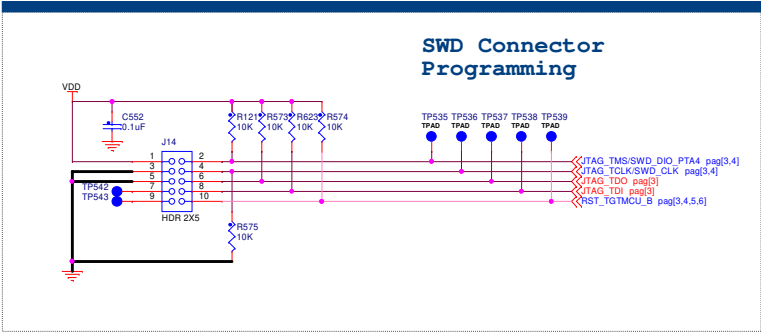 SWD Connector
Programming
VDD
C552
0.1uF
R121
10K
R573
10K
R623
10K
R574
10K
TP535
TPAD
TP536
TPAD
TP537
TPAD
TP538
TPAD
TP539
TPAD
J14
1 2
3 4
5 6
7 8
9 10
HDR 2X5
TP542
TP543
R575
10K
JTAG_TMS/SWD_DIO_PTA4 pag[3,4]
JTAG_TCLK/SWD_CLK pag[3,4]
JTAG_TDO pag[3]
JTAG_TDI pag[3]
RST_TGTMCU_B pag[3,4,5,6]